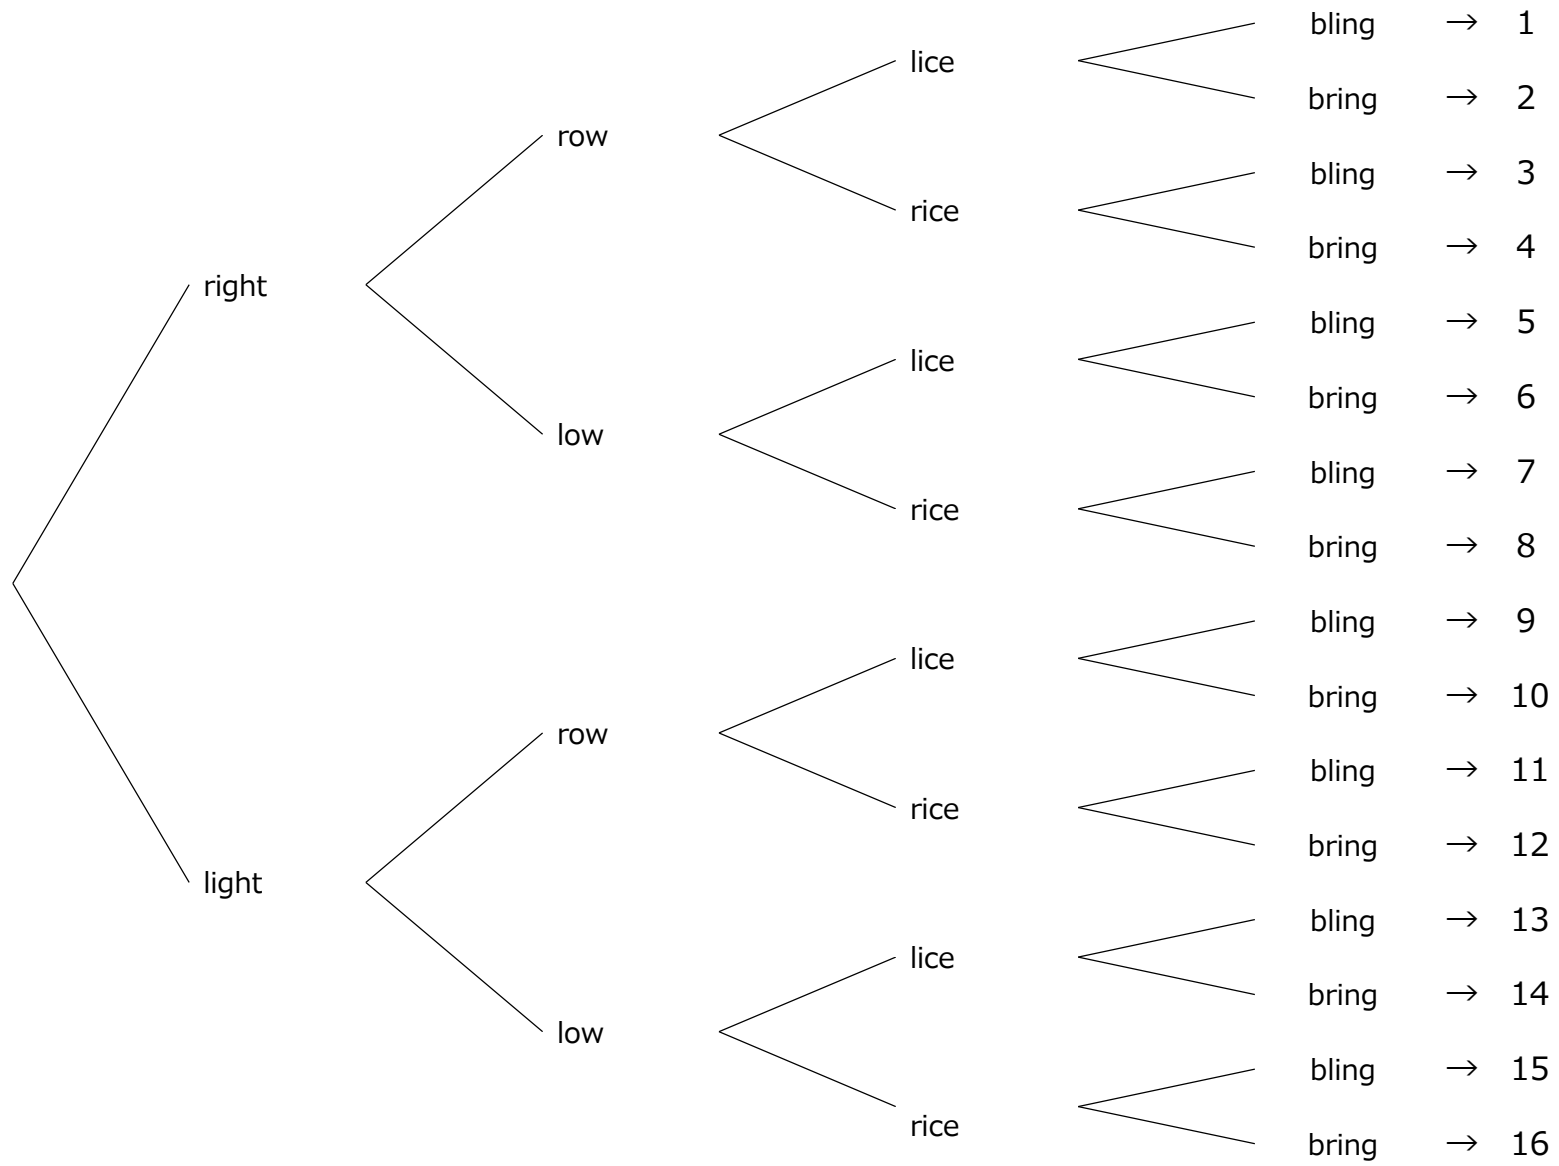 bling → 1
lice
bring → 2
row
bling → 3
rice
bring → 4
right
bling → 5
lice
bring → 6
low
bling → 7
rice
bring → 8
bling → 9
lice
bring → 10
row
bling → 11
rice
bring → 12
light
bling → 13
lice
bring → 14
low
bling → 15
rice
bring → 16